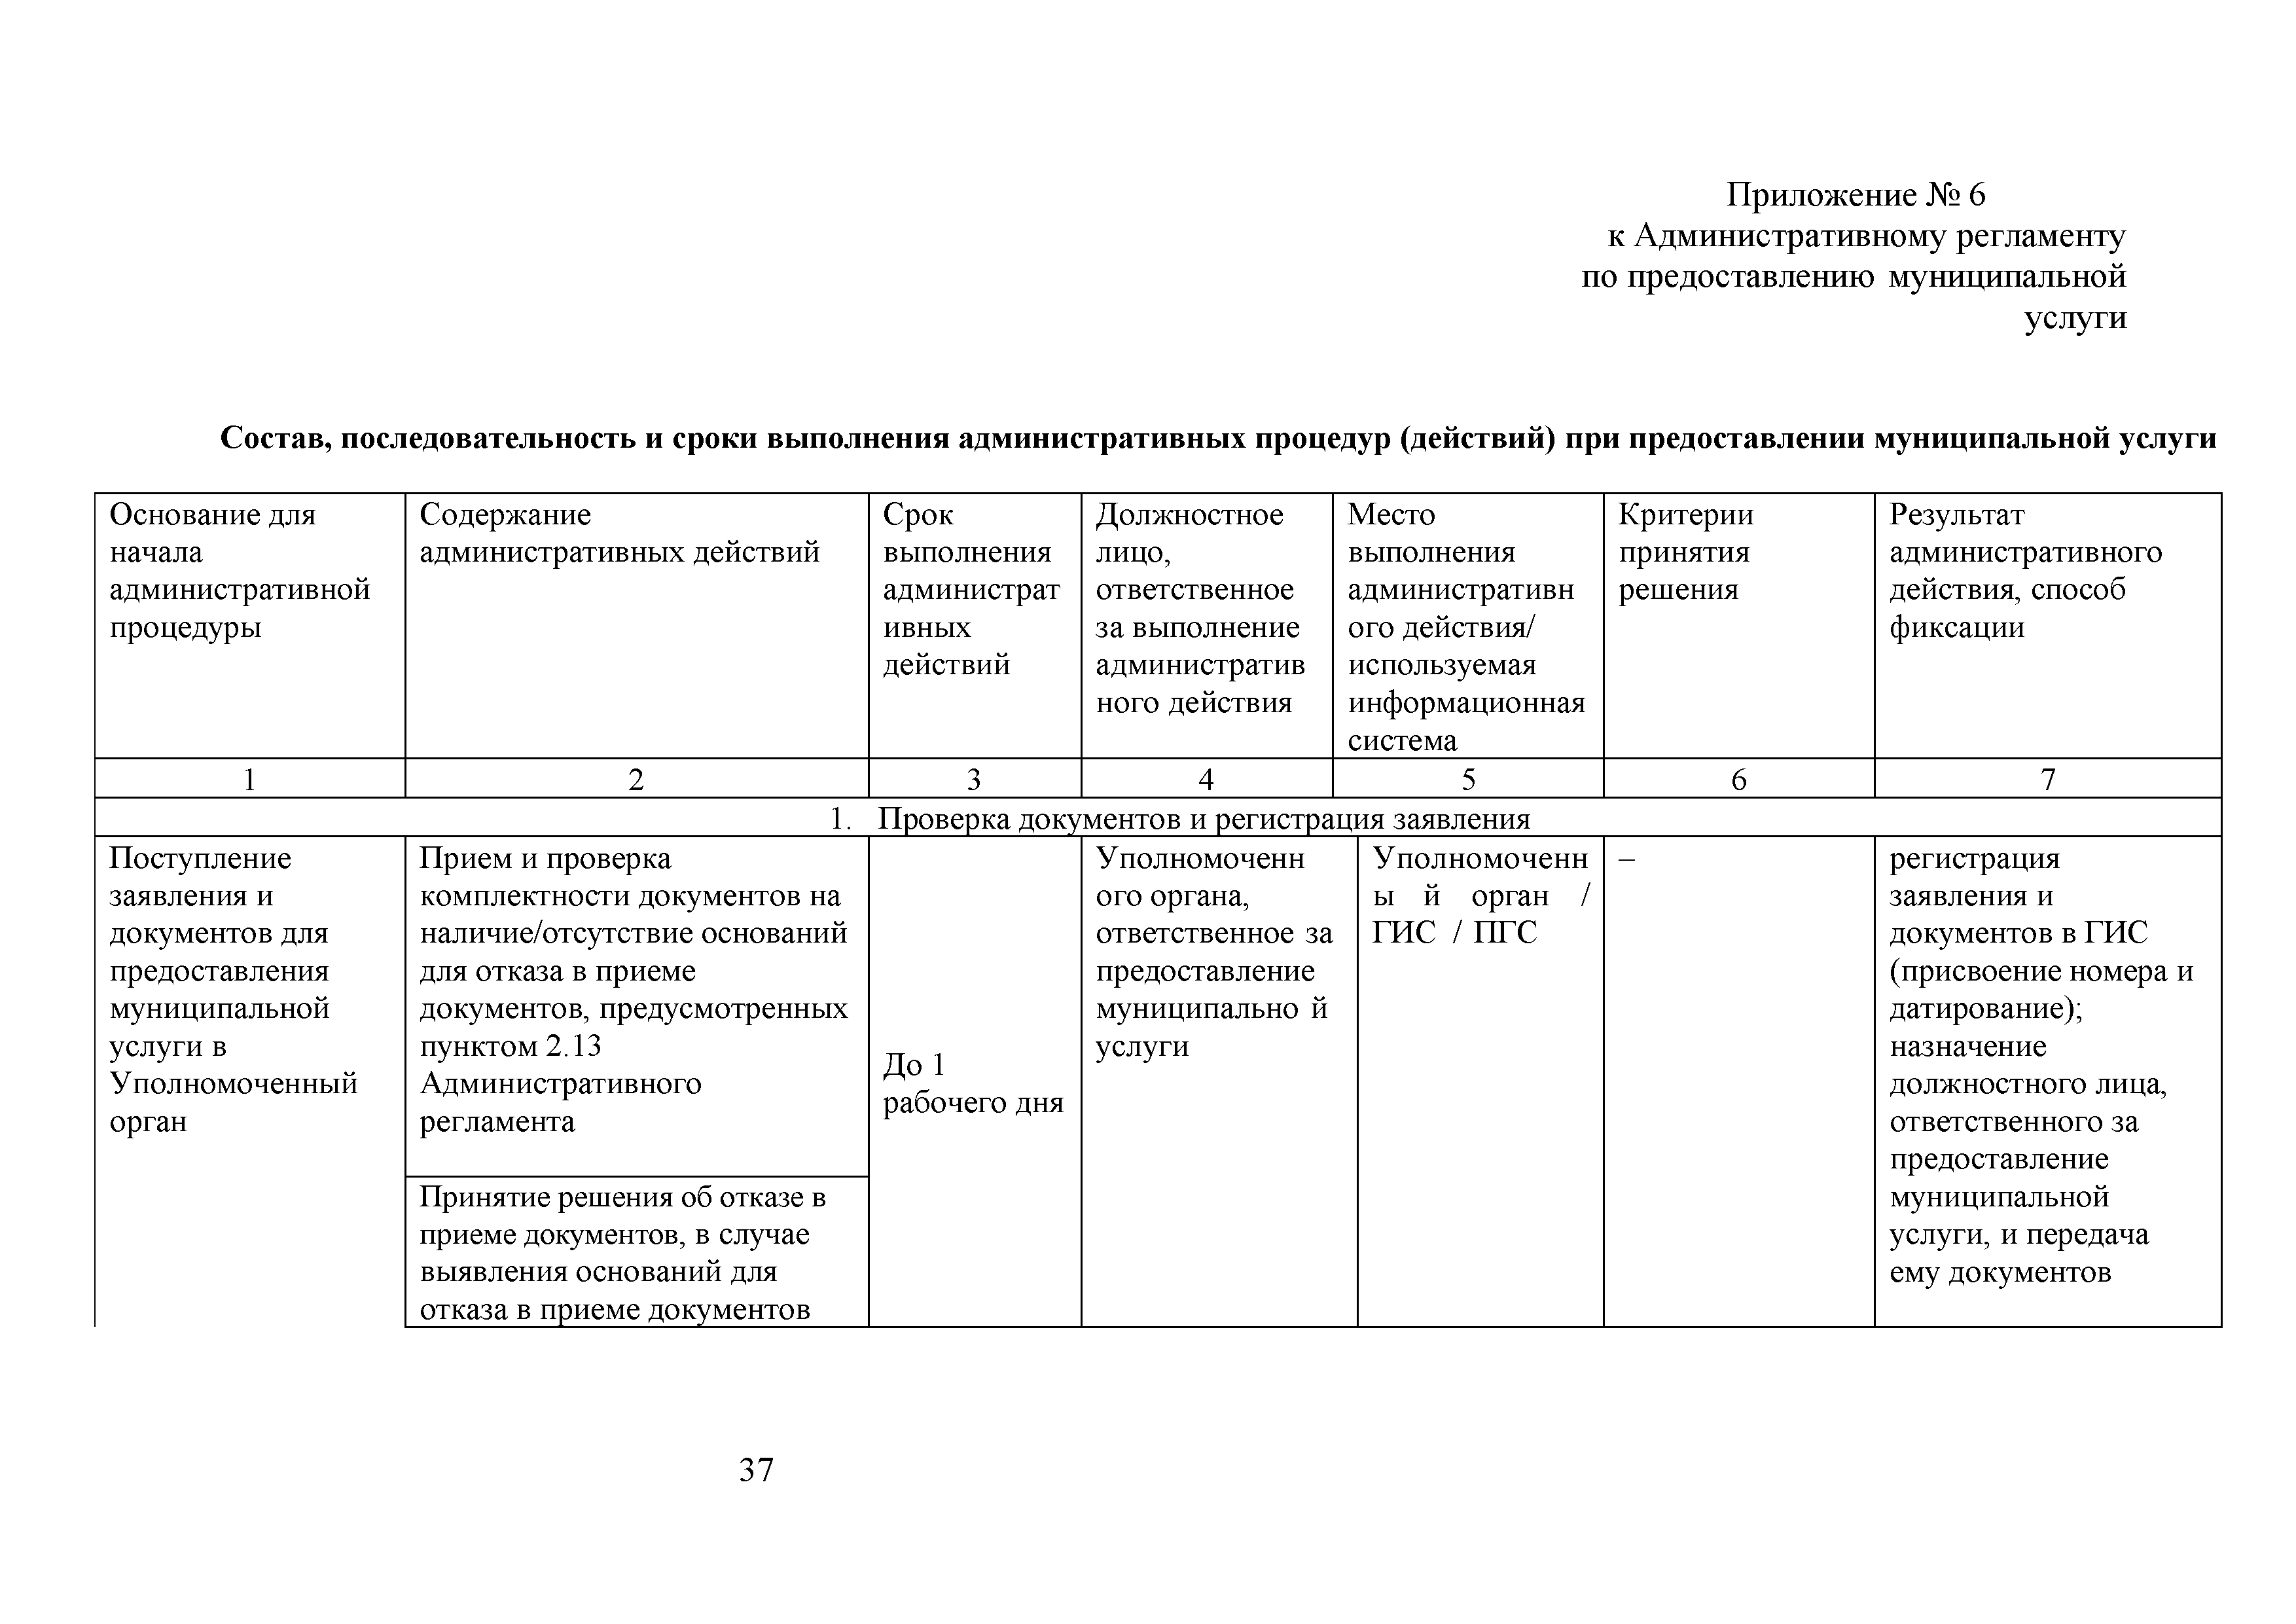 Приложение № 6
к Административному регламенту
по предоставлению муниципальной
услуги
Состав, последовательность и сроки выполнения административных процедур (действий) при предоставлении муниципальной услуги
Основание для
начала
административной
процедуры
Содержание
административных действий
Срок
выполнения
администрат
ивных
действий
Должностное
лицо,
ответственное
за выполнение
административ
ного действия
Место
выполнения
административн
ого действия/
используемая
информационная
система
Критерии
принятия
решения
Результат
административного
действия, способ
фиксации
1
2
3
4
5
6
7
1. Проверка документов и регистрация заявления
Поступление
заявления и
документов для
предоставления
муниципальной
услуги в
Уполномоченный
орган
Прием и проверка
комплектности документов на
наличие/отсутствие оснований
для отказа в приеме
документов, предусмотренных
пунктом 2.13
Административного
регламента
Принятие решения об отказе в
приеме документов, в случае
выявления оснований для
отказа в приеме документов
До 1
рабочего дня
Уполномоченн
ого органа,
ответственное за
предоставление
муниципально й
услуги
Уполномоченн
ы й орган /
ГИС / ПГС
–
регистрация
заявления и
документов в ГИС
(присвоение номера и
датирование);
назначение
должностного лица,
ответственного за
предоставление
муниципальной
услуги, и передача
ему документов
37